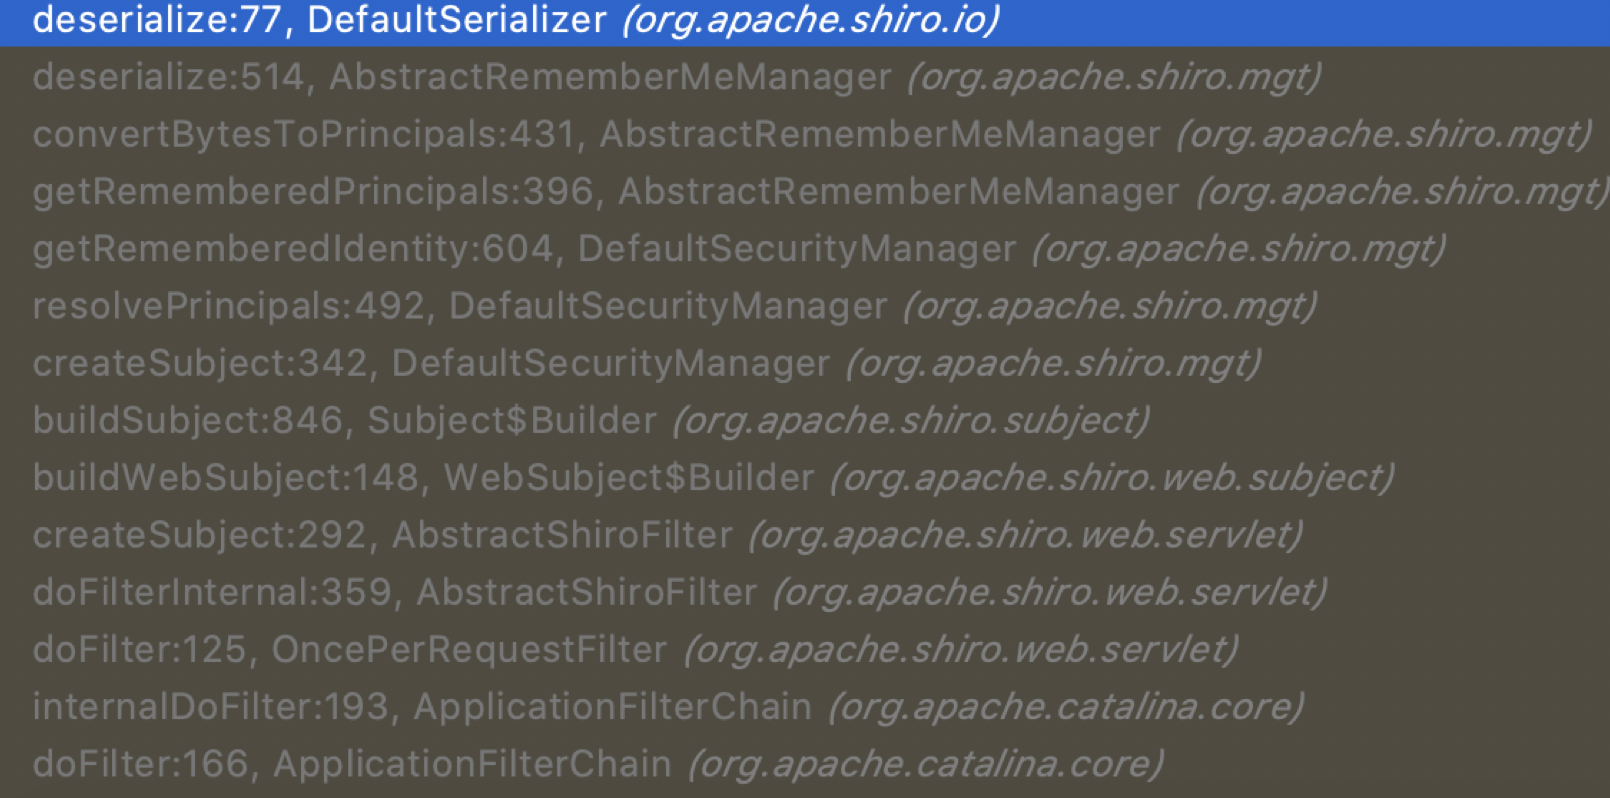 deserialize:77, DefaultSerializer (org.apache.shiro.io)
deserialize:514, AbstractRememberMeManager (org.apache.shiro.mgt)
convertBytesToPrincipals:431, AbstractRememberMeManager (org.apache.shiro.mgt)
getRememberedPrincipals:396, AbstractRememberMeManager (org.apache.shiro.mgt)
getRememberedIdentity:604, DefaultSecurityManager (org.apache.shiro.mgt)
resolvePrincipals:492, DefaultSecurityManager (org.apache.shiro.mgt)
createSubject:342, DefaultSecurityManager (org.apache.shiro.mgt)
buildSubject:846, Subject$Builder (org.apache.shiro.subject)
buildWebSubject:148, WebSubject$Builder (org.apache.shiro.web.subject)
createSubject:292, AbstractShiroFilter (org.apache.shiro.web.servlet)
doFilterInternal:359, AbstractShiroFilter (org.apache.shiro.web.servlet)
doFilter:125, OncePerRequestFilter (org.apache.shiro.web.servlet)
internalDoFilter:193, ApplicationFilterChain (org.apache.catalina.core)
doFilter:166, ApplicationFilterChain (org.apache.catalina.core)